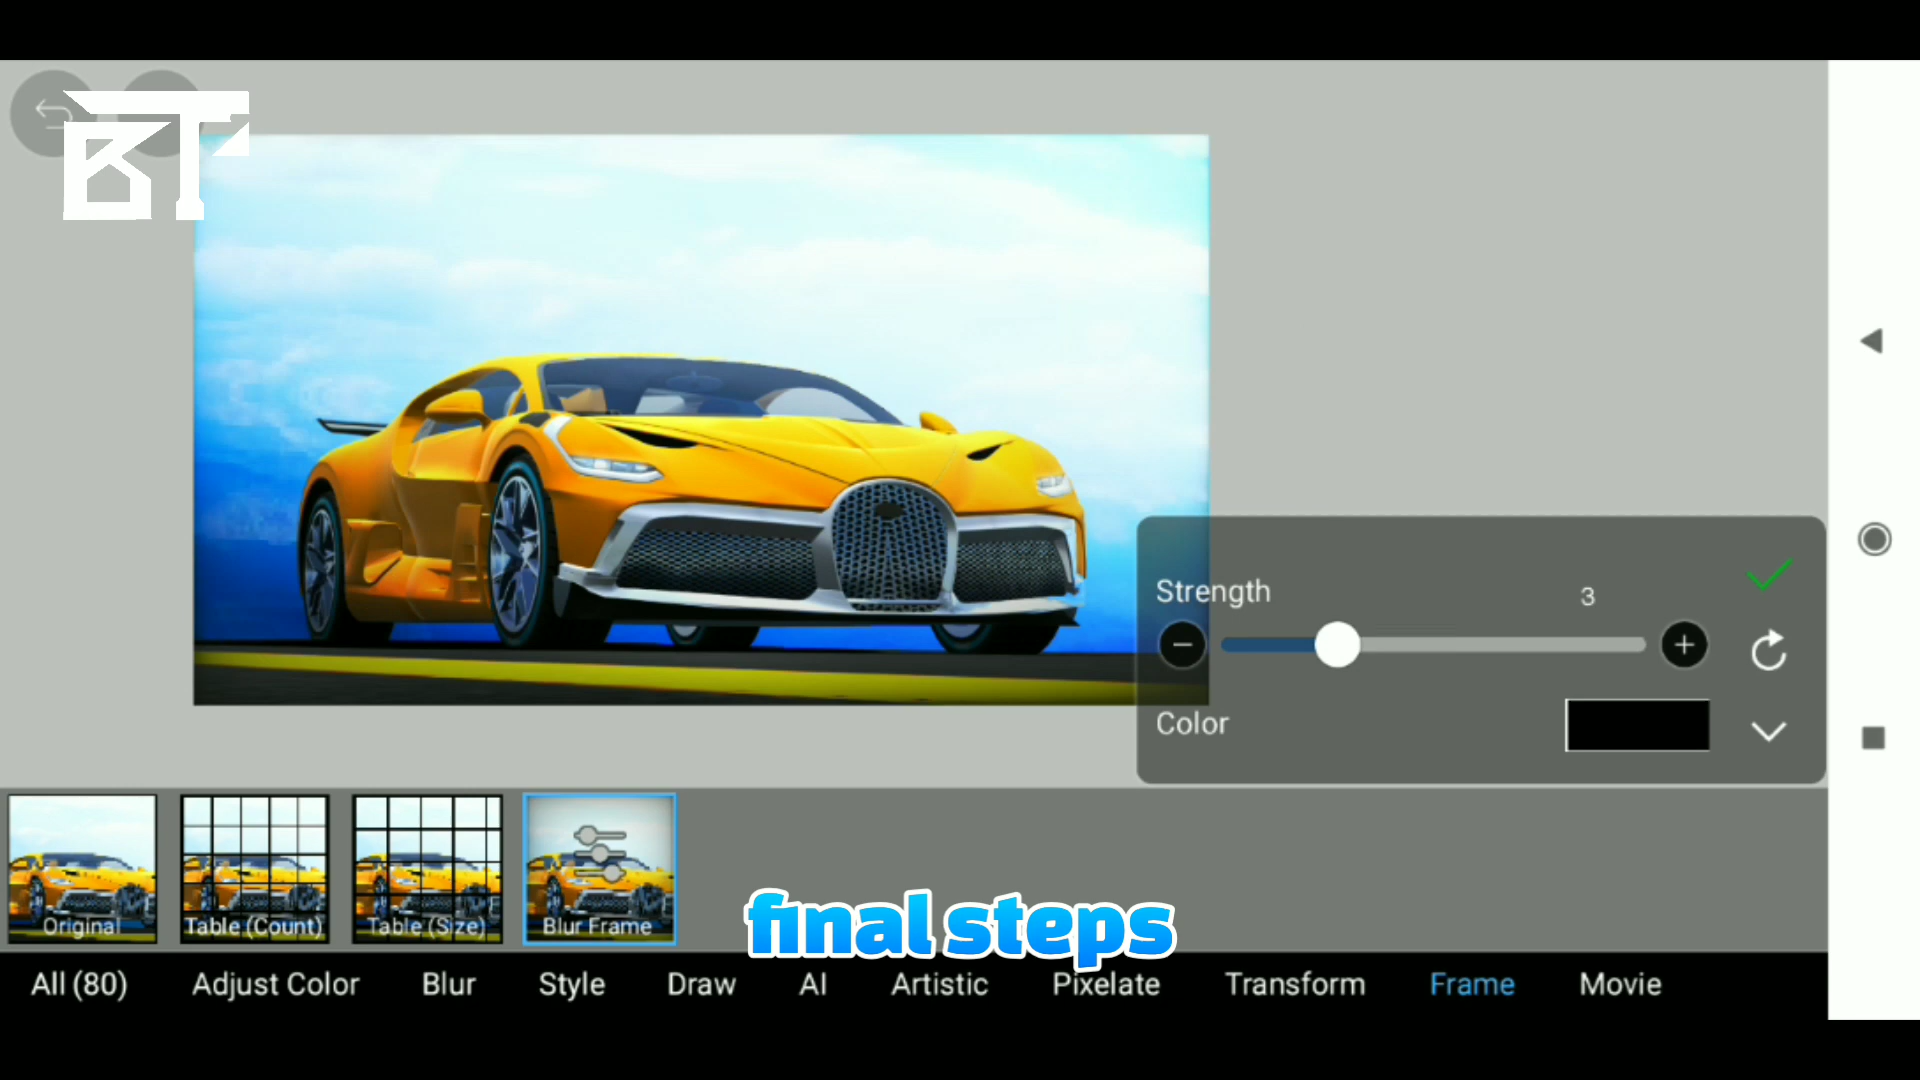 BT
Strength 3
Color
Original
Table (Count)
Table (Size)
Blur Frame
final steps
All (80) Adjust Color Blur Style Draw AI Artistic Pixelate Transform Frame Movie